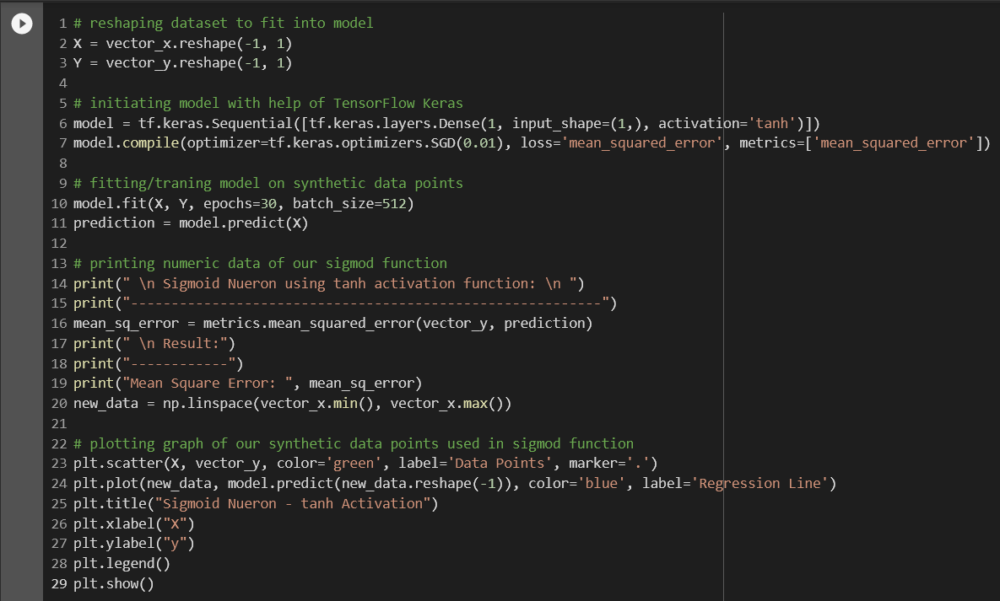 1 # reshaping dataset to fit into model
2 X = vector_x.reshape(-1, 1)
3 Y = vector_y.reshape(-1, 1)
4
5 # initiating model with help of TensorFlow Keras
6 model = tf.keras.Sequential([tf.keras.layers.Dense(1, input_shape=(1,), activation='tanh')])
7 model.compile(optimizer=tf.keras.optimizers.SGD(0.01), loss='mean_squared_error', metrics=['mean_squared_error'])
8
9 # fitting/traning model on synthetic data points
10 model.fit(X, Y, epochs=30, batch_size=512)
11 prediction = model.predict(X)
12
13 # printing numeric data of our sigmod function
14 print(" \n Sigmoid Nueron using tanh activation function: \n ")
15 print("----------------------------------------------------------")
16 mean_sq_error = metrics.mean_squared_error(vector_y, prediction)
17 print(" \n Result:")
18 print("------------")
19 print("Mean Square Error: ", mean_sq_error)
20 new_data = np.linspace(vector_x.min(), vector_x.max())
21
22 # plotting graph of our synthetic data points used in sigmod function
23 plt.scatter(X, vector_y, color='green', label='Data Points', marker='.')
24 plt.plot(new_data, model.predict(new_data.reshape(-1)), color='blue', label='Regression Line')
25 plt.title("Sigmoid Nueron - tanh Activation")
26 plt.xlabel("X")
27 plt.ylabel("y")
28 plt.legend()
29 plt.show()